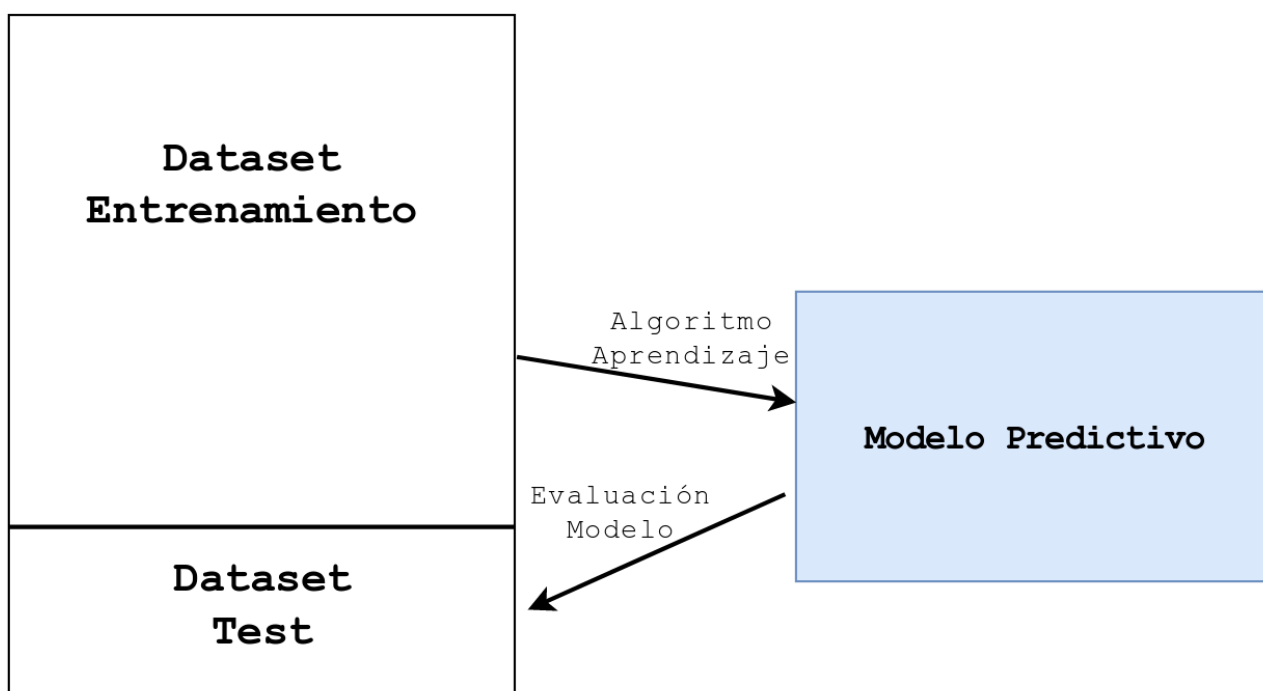 Dataset
Entrenamiento
Algoritmo
Aprendizaje
Modelo Predictivo
Evaluación
Modelo
Dataset
Test